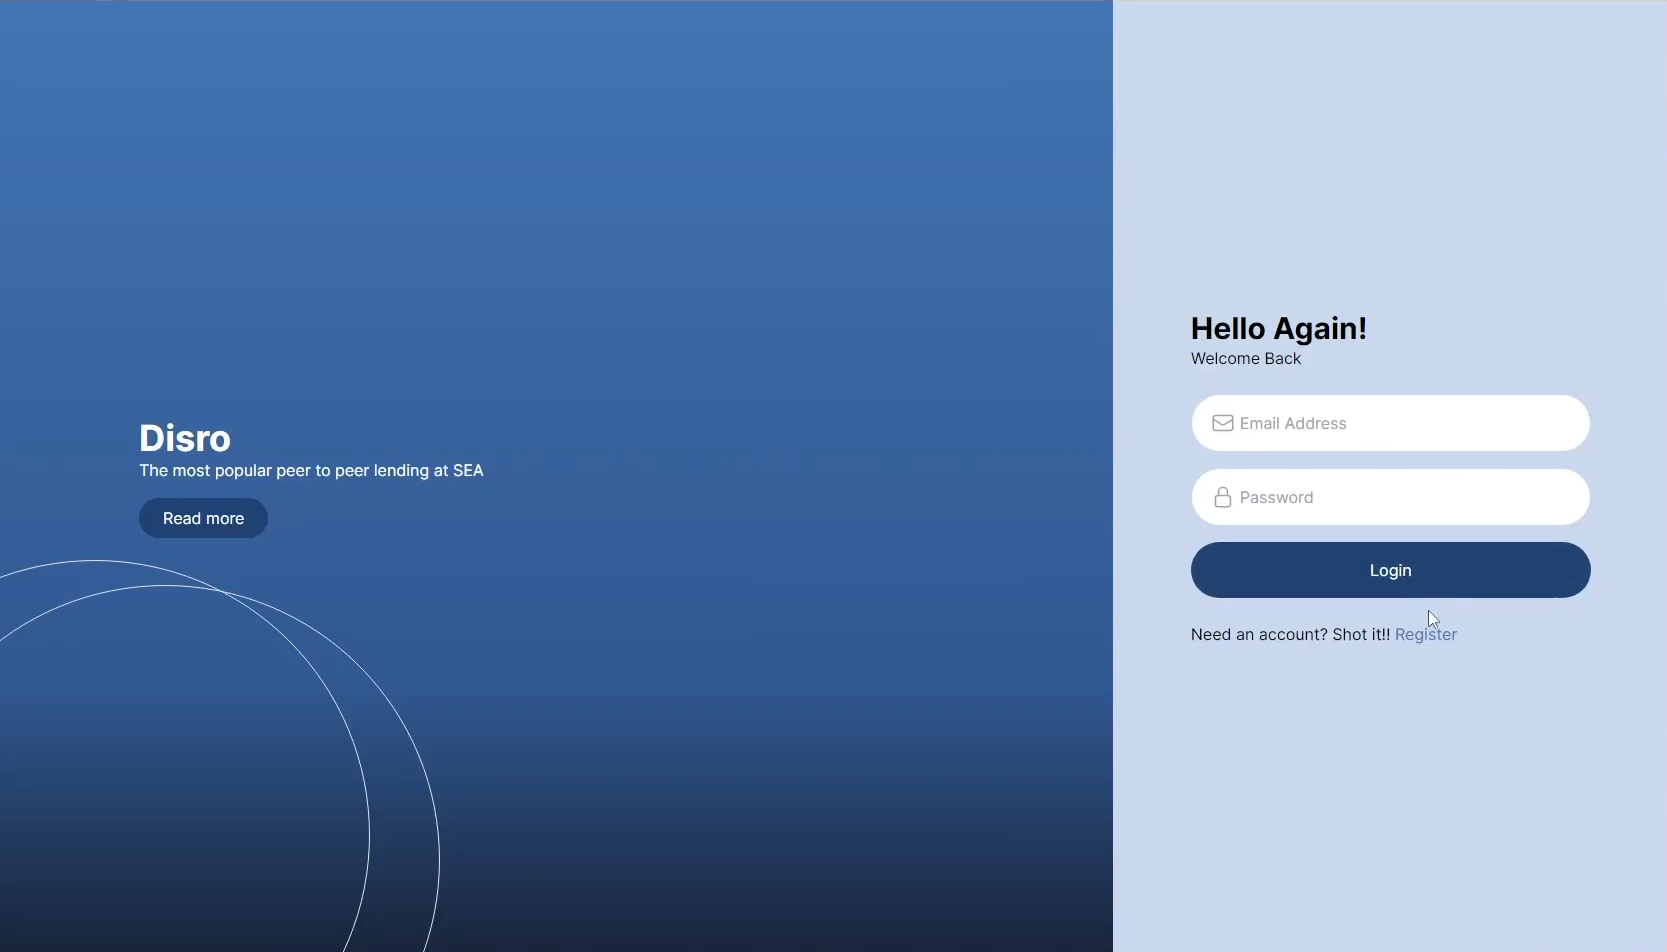 Disro
The most popular peer to peer lending at SEA
Read more
Hello Again!
Welcome Back
Email Address
Password
Login
Need an account? Shot it!! Register